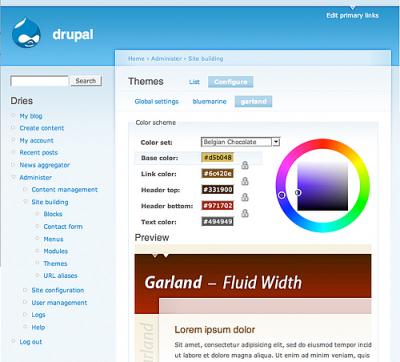 Edit primary links
drupal
Home › Administer › Site building
Search
Themes
List
Configure
Global settings
bluemarine
garland
Dries
My blog
Create content
My account
Recent posts
News aggregator
Administer
Content management
Site building
Blocks
Contact form
Menus
Modules
Themes
URL aliases
Site configuration
User management
Logs
Help
Log out
Color scheme
Color set:
Belgian Chocolate
Base color:
#d5b048
Link color:
#6c420e
Header top:
#331900
Header bottom:
#971702
Text color:
#494949
Preview
Garland – Fluid Width
garland
Lorem ipsum dolor
Sit amet, consectetur adipisicing elit, sed do eiusmod tempor incid
ut labore et dolore magna aliqua. Ut enim ad minim veniam, quis